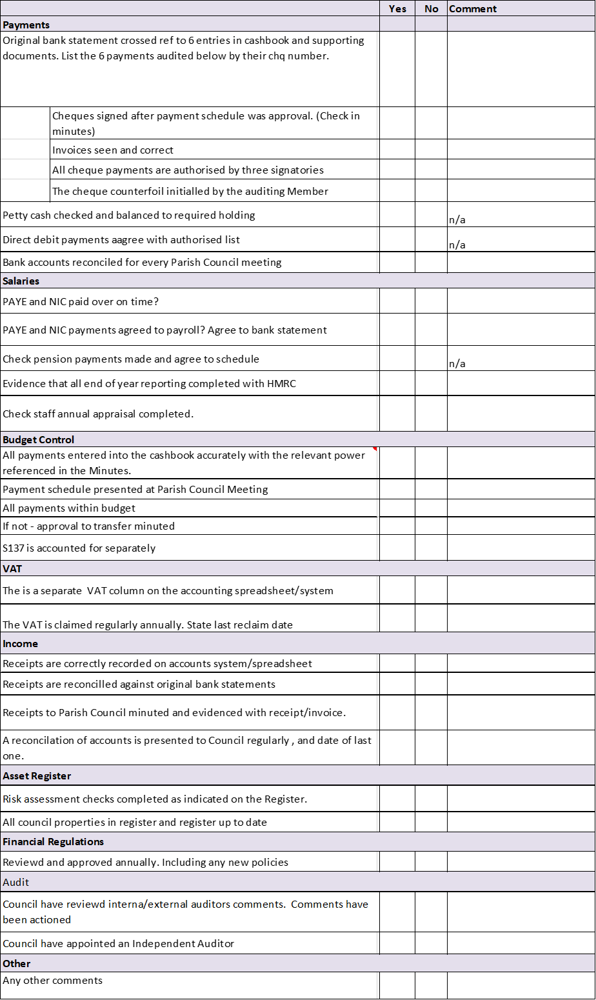 Yes No Comment
Payments
Original bank statement crossed ref to 6 entries in cashbook and supporting
documents. List the 6 payments audited below by their chq number.
Cheques signed after payment schedule was approval. (Check in
minutes)
Invoices seen and correct
All cheque payments are authorised by three signatories
The cheque counterfoil initialled by the auditing Member
Petty cash checked and balanced to required holding n/a
Direct debit payments aagree with authorised list n/a
Bank accounts reconciled for every Parish Council meeting
Salaries
PAYE and NIC paid over on time?
PAYE and NIC payments agreed to payroll? Agree to bank statement
Check pension payments made and agree to schedule n/a
Evidence that all end of year reporting completed with HMRC
Check staff annual appraisal completed.
Budget Control
All payments entered into the cashbook accurately with the relevant power
referenced in the Minutes.
Payment schedule presented at Parish Council Meeting
All payments within budget
If not - approval to transfer minuted
S137 is accounted for separately
VAT
The is a separate  VAT column on the accounting spreadsheet/system
The VAT is claimed regularly annually. State last reclaim date
Income
Receipts are correctly recorded on accounts system/spreadsheet
Receipts are reconcilled against original bank statements
Receipts to Parish Council minuted and evidenced with receipt/invoice.
A reconcilation of accounts is presented to Council regularly , and date of last
one.
Asset Register
Risk assessment checks completed as indicated on the Register.
All council properties in register and register up to date
Financial Regulations
Reviewd and approved annually. Including any new policies
Audit
Council have reviewd interna/external auditors comments.  Comments have
been actioned
Council have appointed an Independent Auditor
Other
Any other comments